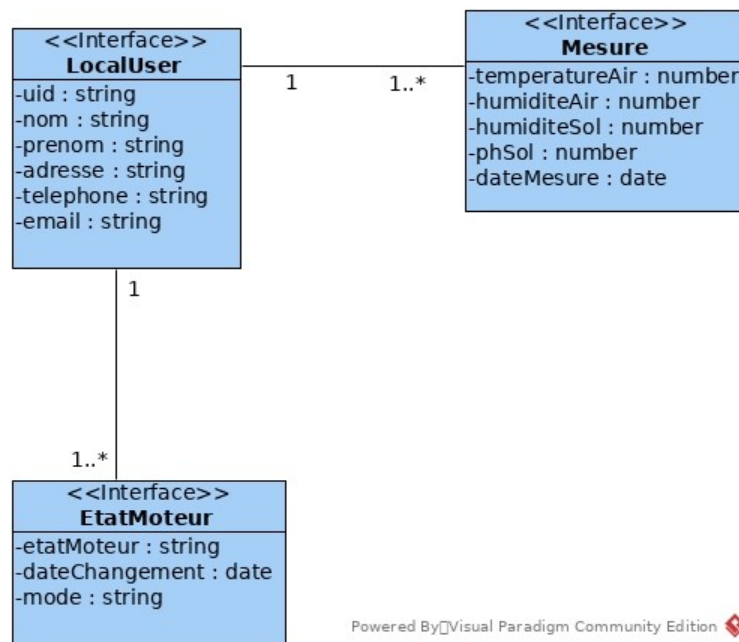 <<Interface>>
LocalUser
-uid : string
-nom : string
-prenom : string
-adresse : string
-telephone : string
-email : string
1
1..*
<<Interface>>
Mesure
-temperatureAir : number
-humiditeAir : number
-humiditeSol : number
-phSol : number
-dateMesure : date
1
1..*
<<Interface>>
EtatMoteur
-etatMoteur : string
-dateChangement : date
-mode : string
Powered By▯Visual Paradigm Community Edition